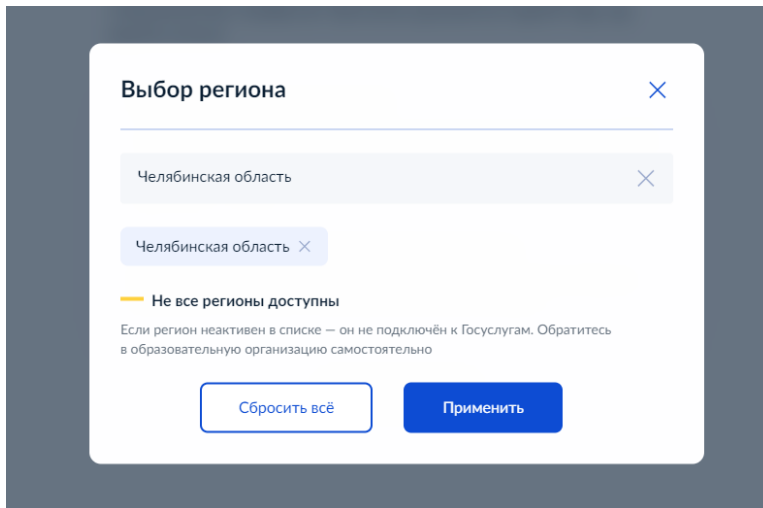 Выбор региона
Челябинская область
Челябинская область
Не все регионы доступны
Если регион неактивен в списке — он не подключён к Госуслугам. Обратитесь
в образовательную организацию самостоятельно
Сбросить всё
Применить